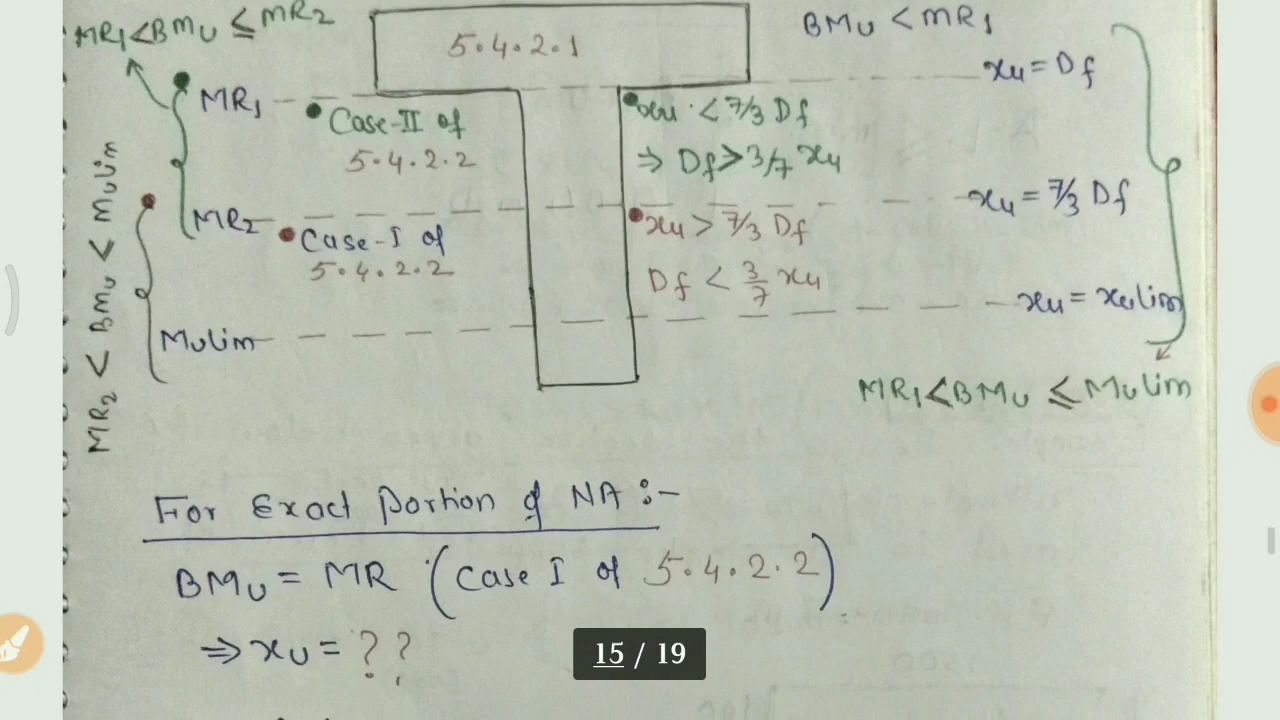 MR1 < BMu ≤ MR2
5.4.2.1
BMu < MR1
xu = Df
MR1
Case-II of
5.4.2.2
xu < 7/3 Df
⇒ Df > 3/7 xu
MR2 < BMu < Mulim
MR2
Case-I of
5.4.2.2
xu > 7/3 Df
Df < 3/7 xu
xu = 7/3 Df
Mulim
xu = xulim
MR1 < BMu ≤ Mulim
For Exact Portion of NA :-
BMu = MR (Case I of 5.4.2.2)
⇒ xu = ??
15 / 19